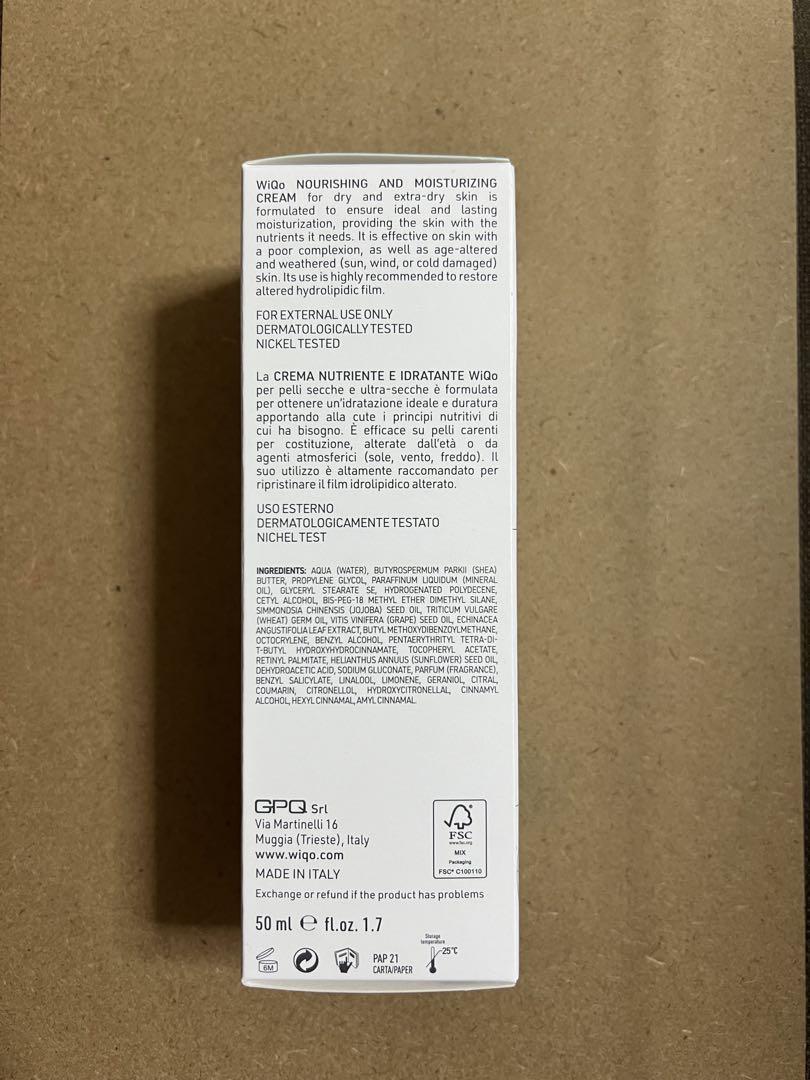 WiQo NOURISHING AND MOISTURIZING
CREAM for dry and extra-dry skin is
formulated to ensure ideal and lasting
moisturization, providing the skin with the
nutrients it needs. It is effective on skin with
a poor complexion, as well as age-altered
and weathered (sun, wind, or cold damaged)
skin. Its use is highly recommended to restore
altered hydrolipidic film.
FOR EXTERNAL USE ONLY
DERMATOLOGICALLY TESTED
NICKEL TESTED
La CREMA NUTRIENTE E IDRATANTE WiQo
per pelli secche e ultra-secche è formulata
per ottenere un'idratazione ideale e duratura
apportando alla cute i principi nutritivi di
cui ha bisogno. È efficace su pelli carenti
per costituzione, alterate dall'età o da
agenti atmosferici (sole, vento, freddo). Il
suo utilizzo è altamente raccomandato per
ripristinare il film idrolipidico alterato.
USO ESTERNO
DERMATOLOGICAMENTE TESTATO
NICHEL TEST
INGREDIENTS: AQUA (WATER), BUTYROSPERMUM PARKII (SHEA)
BUTTER, PROPYLENE GLYCOL, PARAFFINUM LIQUIDUM (MINERAL
OIL), GLYCERYL STEARATE SE, HYDROGENATED POLYDECENE,
CETYL ALCOHOL, BIS-PEG-18 METHYL ETHER DIMETHYL SILANE,
SIMMONDSIA CHINENSIS (JOJOBA) SEED OIL, TRITICUM VULGARE
(WHEAT) GERM OIL, VITIS VINIFERA (GRAPE) SEED OIL, ECHINACEA
ANGUSTIFOLIA LEAF EXTRACT, BUTYL METHOXYDIBENZOYLMETHANE,
OCTOCRYLENE, BENZYL ALCOHOL, PENTAERYTHRITYL TETRA-DI-
T-BUTYL HYDROXYHYDROCINNAMATE, TOCOPHERYL ACETATE,
RETINYL PALMITATE, HELIANTHUS ANNUUS (SUNFLOWER) SEED OIL,
DEHYDROACETIC ACID, SODIUM GLUCONATE, PARFUM (FRAGRANCE),
BENZYL SALICYLATE, LINALOOL, LIMONENE, GERANIOL, CITRAL,
COUMARIN, CITRONELLOL, HYDROXYCITRONELLAL, CINNAMYL
ALCOHOL, HEXYL CINNAMAL, AMYL CINNAMAL.
GPQ Srl
Via Martinelli 16
Muggia (Trieste), Italy
www.wiqo.com
MADE IN ITALY
FSC
www.fsc.org
MIX
Packaging
FSC® C100110
Exchange or refund if the product has problems
50 ml ℮ fl.oz. 1.7
6M
PAP 21
CARTA/PAPER
Storage
temperature
25°C